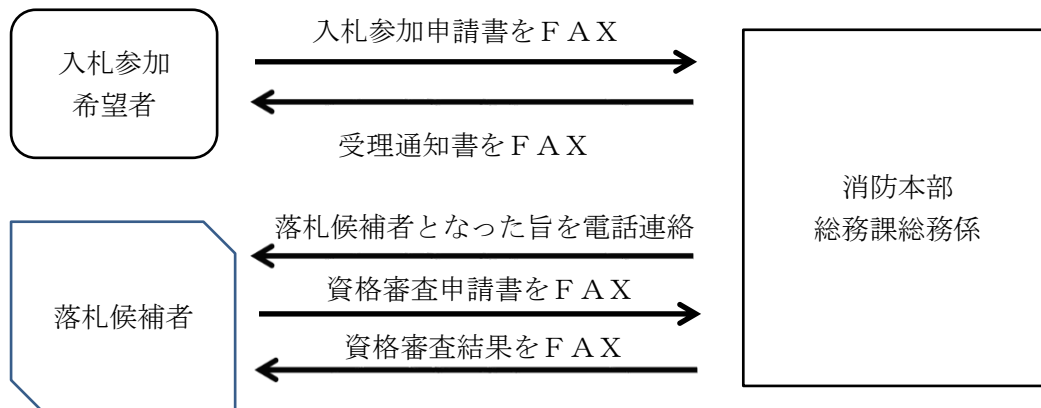 入札参加申請書をＦＡＸ
入札参加
希望者
受理通知書をＦＡＸ
消防本部
総務課総務係
落札候補者となった旨を電話連絡
資格審査申請書をＦＡＸ
落札候補者
資格審査結果をＦＡＸ